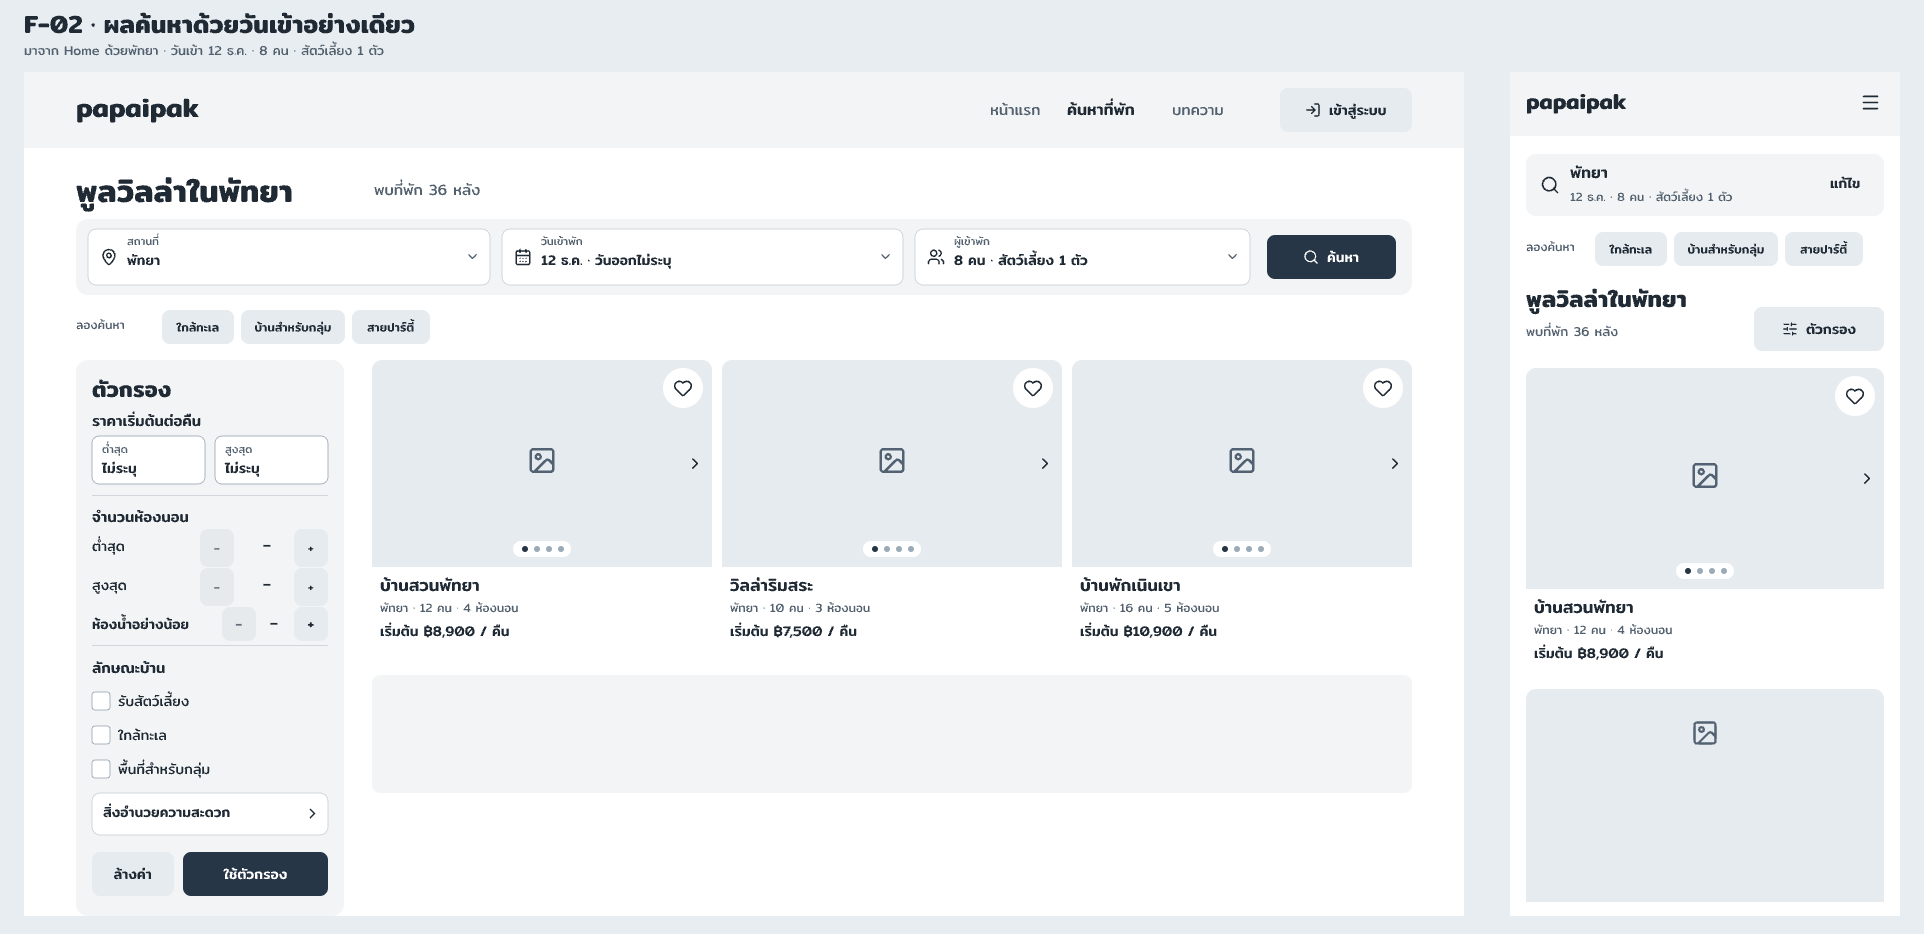 F-02 · ผลค้นหาด้วยวันเข้าอย่างเดียว
มาจาก Home ด้วยพัทยา · วันเข้า 12 ธ.ค. · 8 คน · สัตว์เลี้ยง 1 ตัว
papaipak
หน้าแรก
ค้นหาที่พัก
บทความ
เข้าสู่ระบบ
พูลวิลล่าในพัทยา
พบที่พัก 36 หลัง
สถานที่
พัทยา
วันเข้าพัก
12 ธ.ค. · วันออกไม่ระบุ
ผู้เข้าพัก
8 คน · สัตว์เลี้ยง 1 ตัว
ค้นหา
ลองค้นหา
ใกล้ทะเล
บ้านสำหรับกลุ่ม
สายปาร์ตี้
ตัวกรอง
ราคาเริ่มต้นต่อคืน
ต่ำสุด
ไม่ระบุ
สูงสุด
ไม่ระบุ
จำนวนห้องนอน
ต่ำสุด
- – +
สูงสุด
- – +
ห้องน้ำอย่างน้อย
- – +
ลักษณะบ้าน
รับสัตว์เลี้ยง
ใกล้ทะเล
พื้นที่สำหรับกลุ่ม
สิ่งอำนวยความสะดวก
ล้างค่า
ใช้ตัวกรอง
บ้านสวนพัทยา
พัทยา · 12 คน · 4 ห้องนอน
เริ่มต้น ฿8,900 / คืน
วิลล่าริมสระ
พัทยา · 10 คน · 3 ห้องนอน
เริ่มต้น ฿7,500 / คืน
บ้านพักเนินเขา
พัทยา · 16 คน · 5 ห้องนอน
เริ่มต้น ฿10,900 / คืน
papaipak
พัทยา
12 ธ.ค. · 8 คน · สัตว์เลี้ยง 1 ตัว
แก้ไข
ลองค้นหา
ใกล้ทะเล
บ้านสำหรับกลุ่ม
สายปาร์ตี้
พูลวิลล่าในพัทยา
พบที่พัก 36 หลัง
ตัวกรอง
บ้านสวนพัทยา
พัทยา · 12 คน · 4 ห้องนอน
เริ่มต้น ฿8,900 / คืน